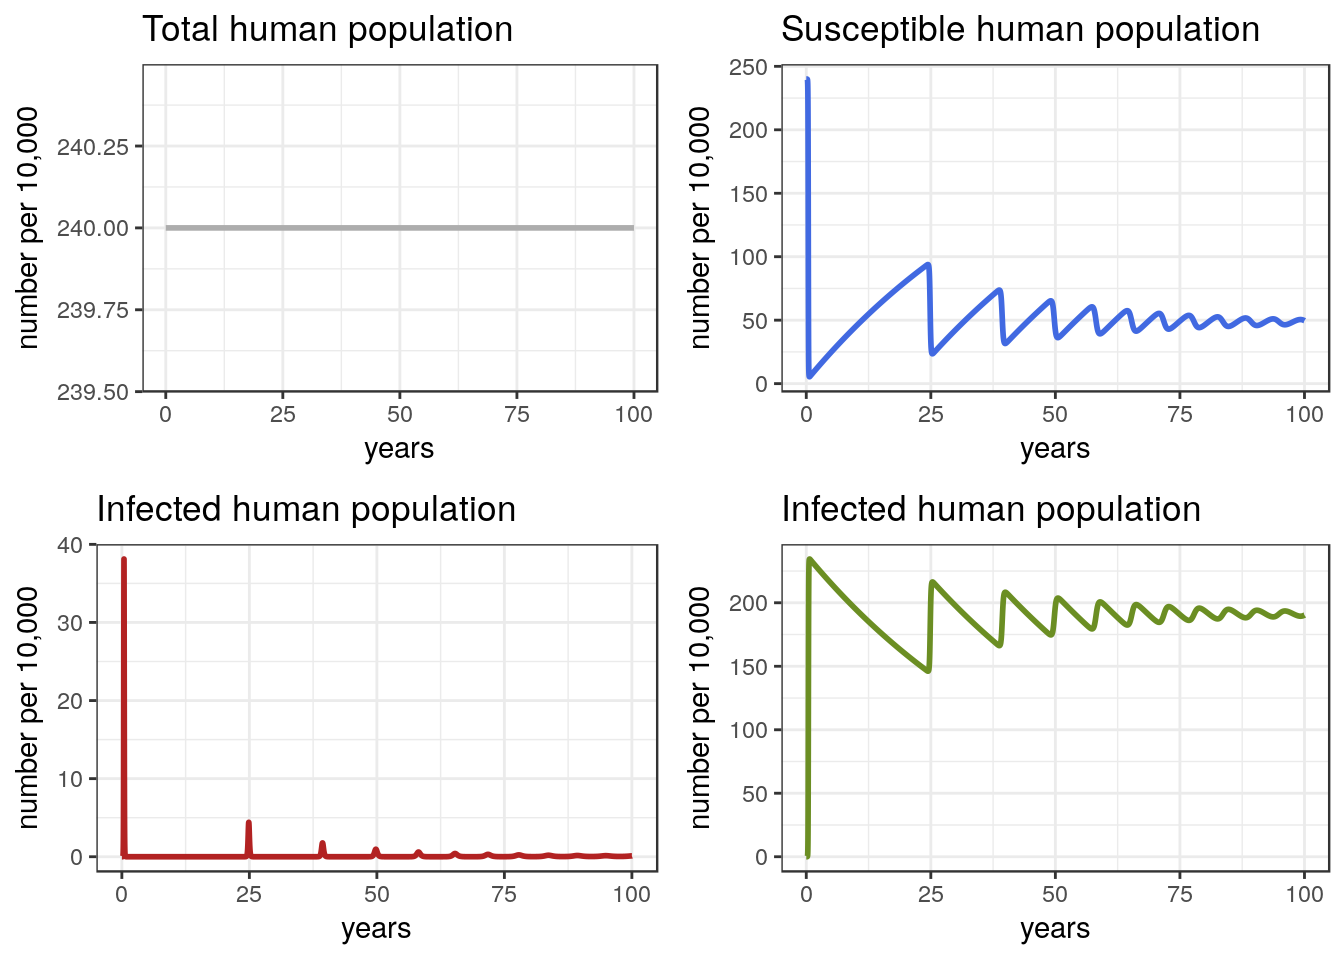 Total human population
number per 10,000
240.25
240.00
239.75
239.50
0 25 50 75 100
years
Susceptible human population
number per 10,000
250
200
150
100
50
0
0 25 50 75 100
years
Infected human population
number per 10,000
40
30
20
10
0
0 25 50 75 100
years
Infected human population
number per 10,000
200
150
100
50
0
0 25 50 75 100
years